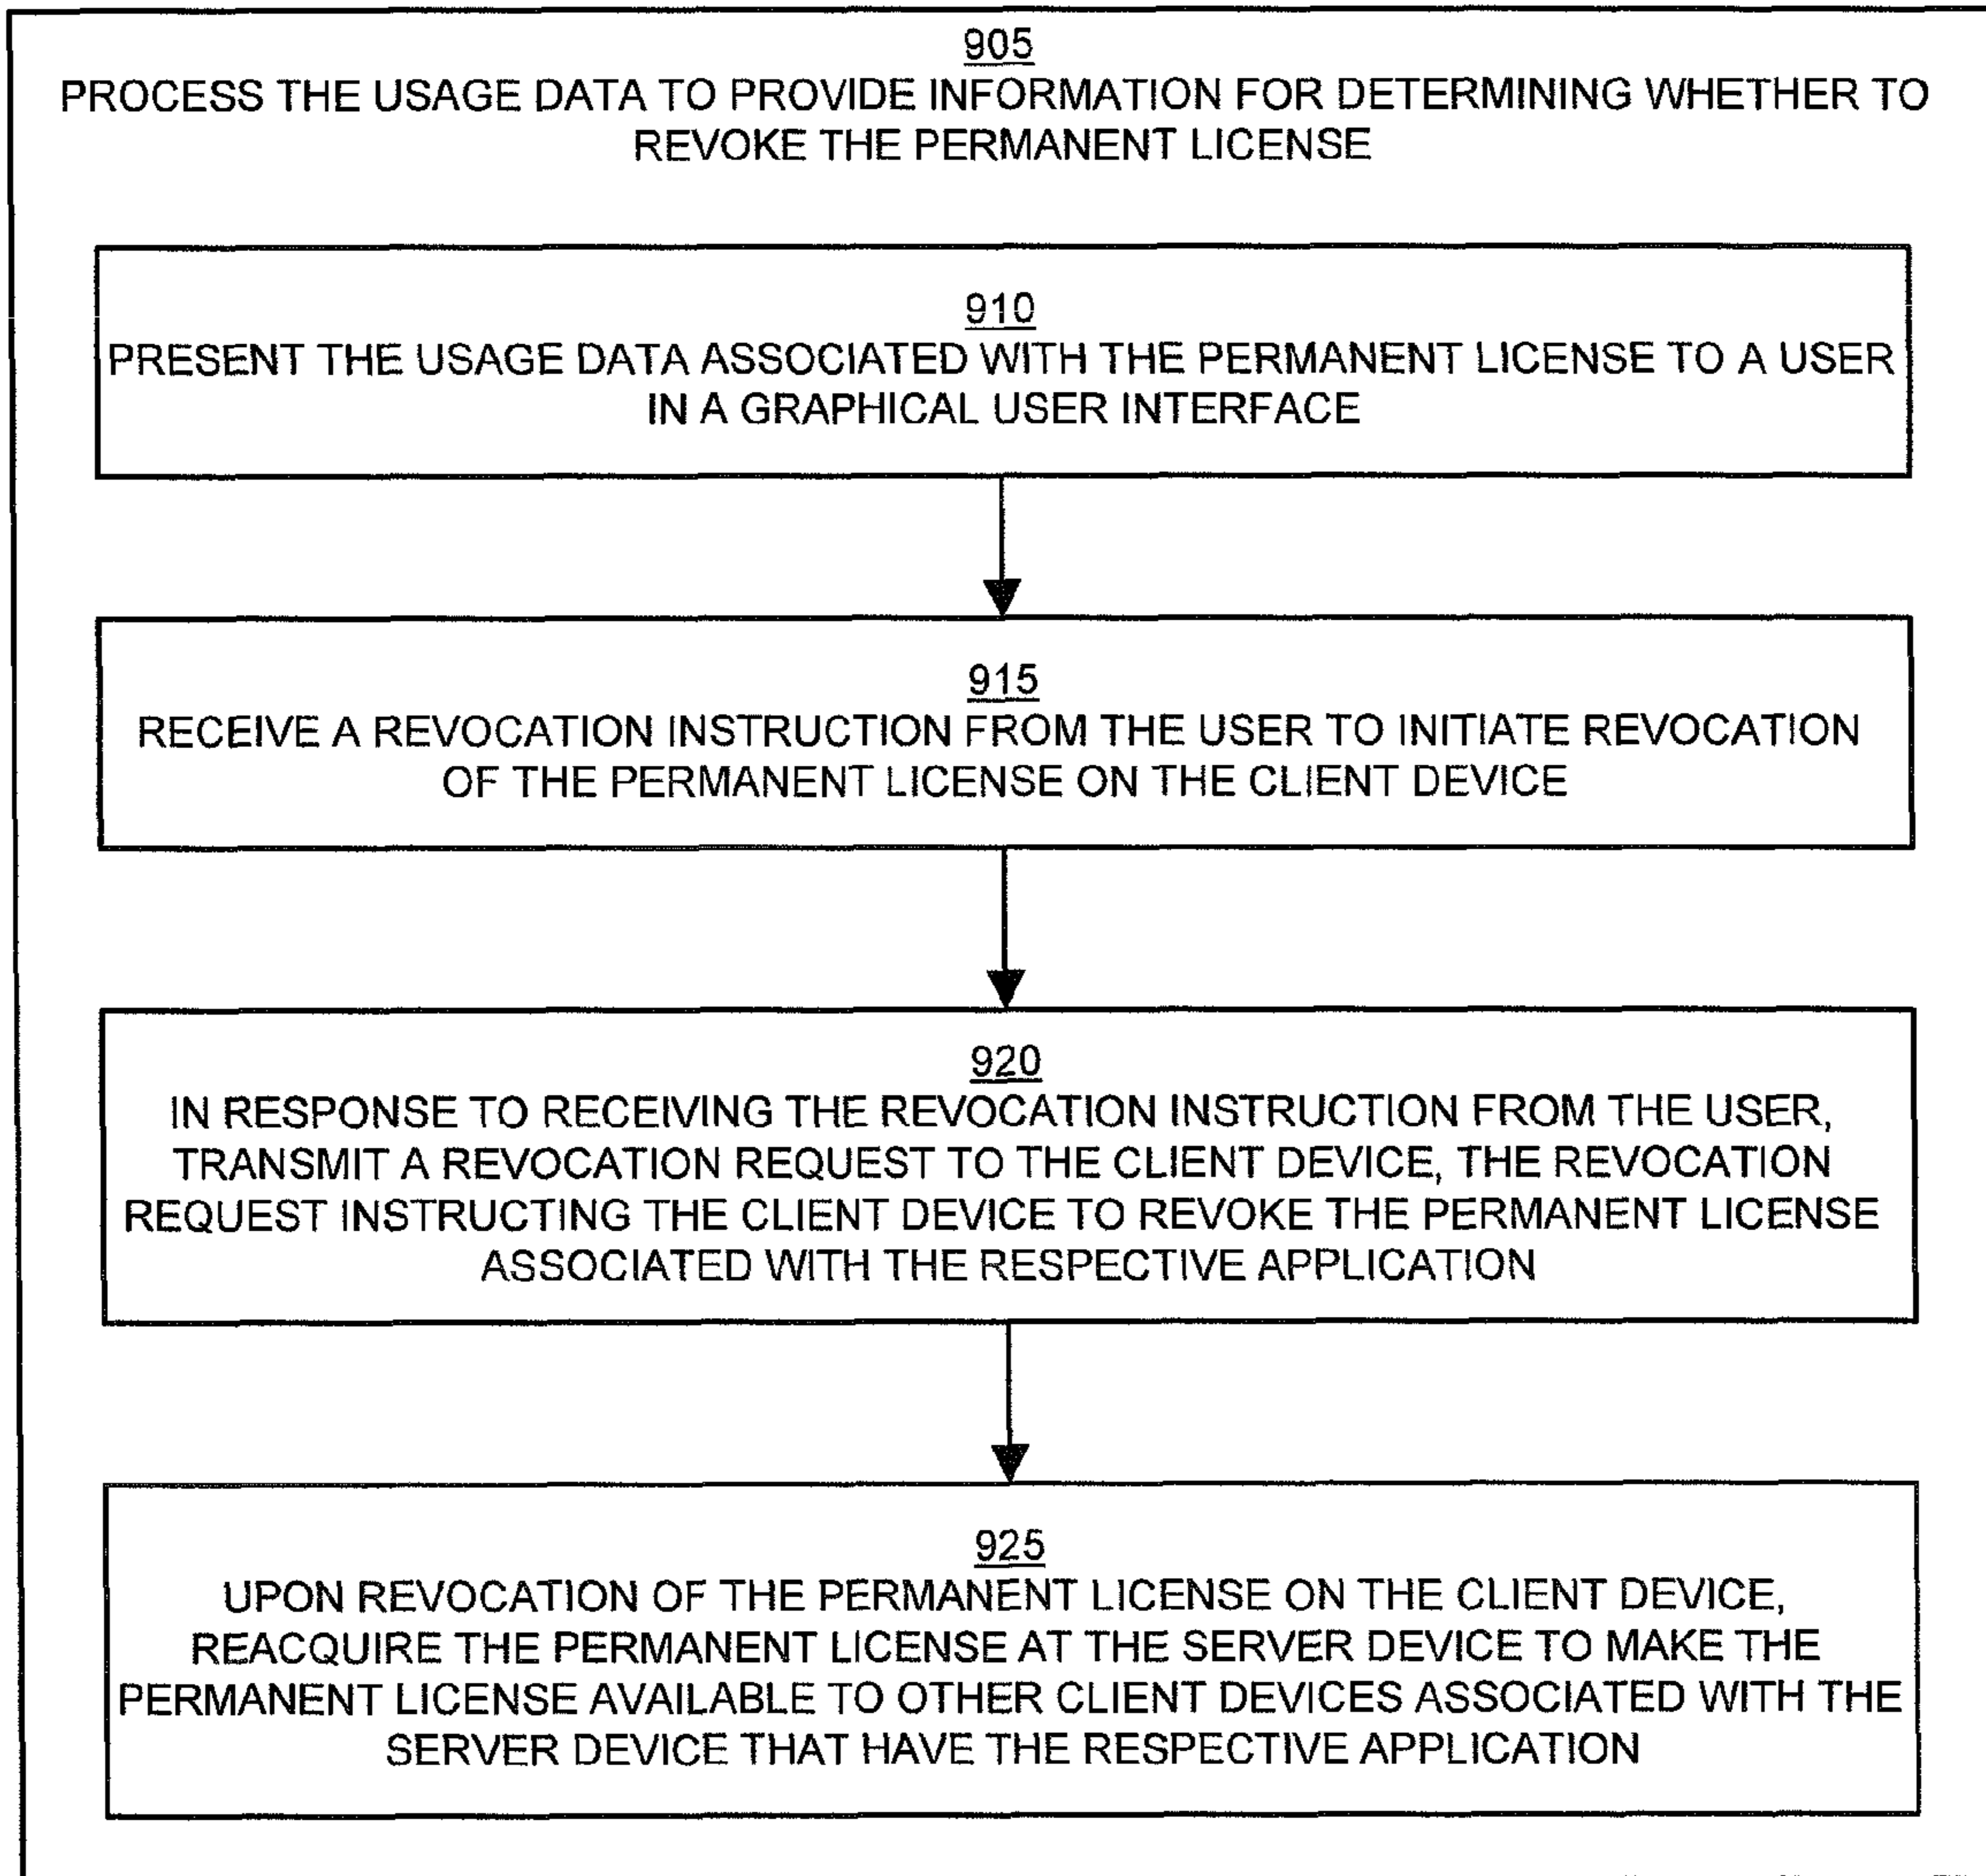 905
PROCESS THE USAGE DATA TO PROVIDE INFORMATION FOR DETERMINING WHETHER TO
REVOKE THE PERMANENT LICENSE
910
PRESENT THE USAGE DATA ASSOCIATED WITH THE PERMANENT LICENSE TO A USER
IN A GRAPHICAL USER INTERFACE
915
RECEIVE A REVOCATION INSTRUCTION FROM THE USER TO INITIATE REVOCATION
OF THE PERMANENT LICENSE ON THE CLIENT DEVICE
920
IN RESPONSE TO RECEIVING THE REVOCATION INSTRUCTION FROM THE USER,
TRANSMIT A REVOCATION REQUEST TO THE CLIENT DEVICE, THE REVOCATION
REQUEST INSTRUCTING THE CLIENT DEVICE TO REVOKE THE PERMANENT LICENSE
ASSOCIATED WITH THE RESPECTIVE APPLICATION
925
UPON REVOCATION OF THE PERMANENT LICENSE ON THE CLIENT DEVICE,
REACQUIRE THE PERMANENT LICENSE AT THE SERVER DEVICE TO MAKE THE
PERMANENT LICENSE AVAILABLE TO OTHER CLIENT DEVICES ASSOCIATED WITH THE
SERVER DEVICE THAT HAVE THE RESPECTIVE APPLICATION